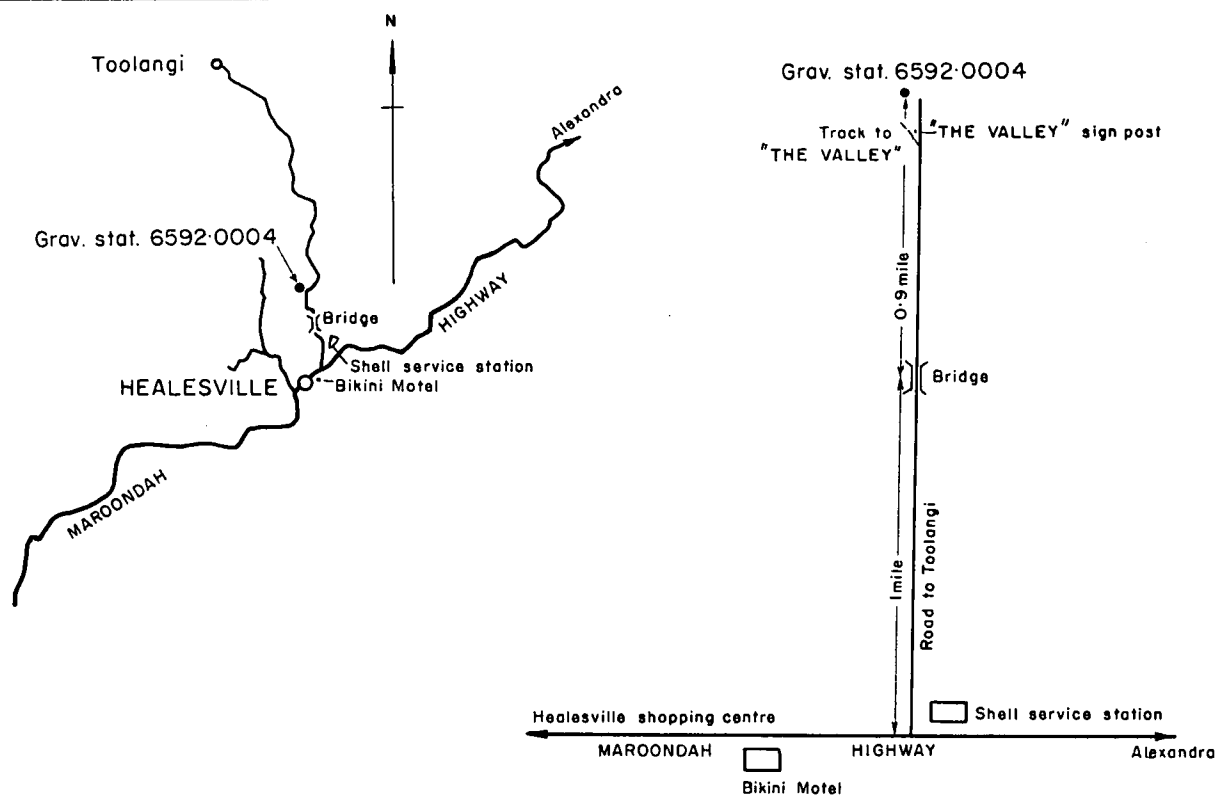 N
Toolangi
Alexandra
Grav. stat. 6592·0004
Bridge
HIGHWAY
Shell service station
HEALESVILLE
Bikini Motel
MAROONDAH
Grav. stat. 6592·0004
Track to
"THE VALLEY"
"THE VALLEY" sign post
0·9 mile
Bridge
1 mile
Road to Toolangi
Shell service station
Healesville shopping centre
MAROONDAH HIGHWAY
Alexandra
Bikini Motel